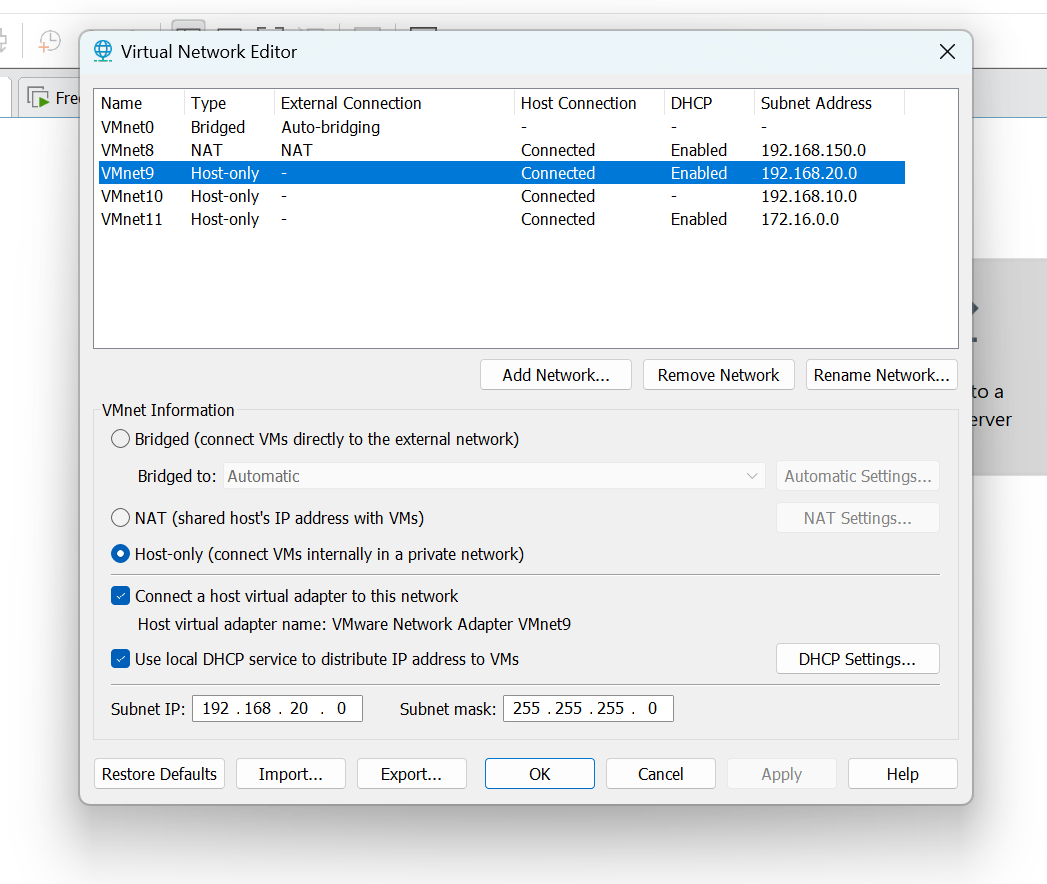 Virtual Network Editor
Fre
Name Type External Connection Host Connection DHCP Subnet Address
VMnet0 Bridged Auto-bridging - - -
VMnet8 NAT NAT Connected Enabled 192.168.150.0
VMnet9 Host-only - Connected Enabled 192.168.20.0
VMnet10 Host-only - Connected - 192.168.10.0
VMnet11 Host-only - Connected Enabled 172.16.0.0
Add Network... Remove Network Rename Network...
to a
erver
VMnet Information
Bridged (connect VMs directly to the external network)
Bridged to: Automatic Automatic Settings...
NAT (shared host's IP address with VMs) NAT Settings...
Host-only (connect VMs internally in a private network)
Connect a host virtual adapter to this network
Host virtual adapter name: VMware Network Adapter VMnet9
Use local DHCP service to distribute IP address to VMs DHCP Settings...
Subnet IP: 192 . 168 . 20 . 0 Subnet mask: 255 . 255 . 255 . 0
Restore Defaults Import... Export... OK Cancel Apply Help